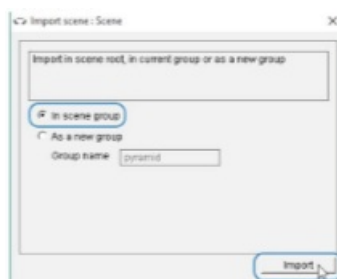 Import scene : Scene
Import in scene root, in current group or as a new group
In scene group
As a new group
Group name pyramid
Import